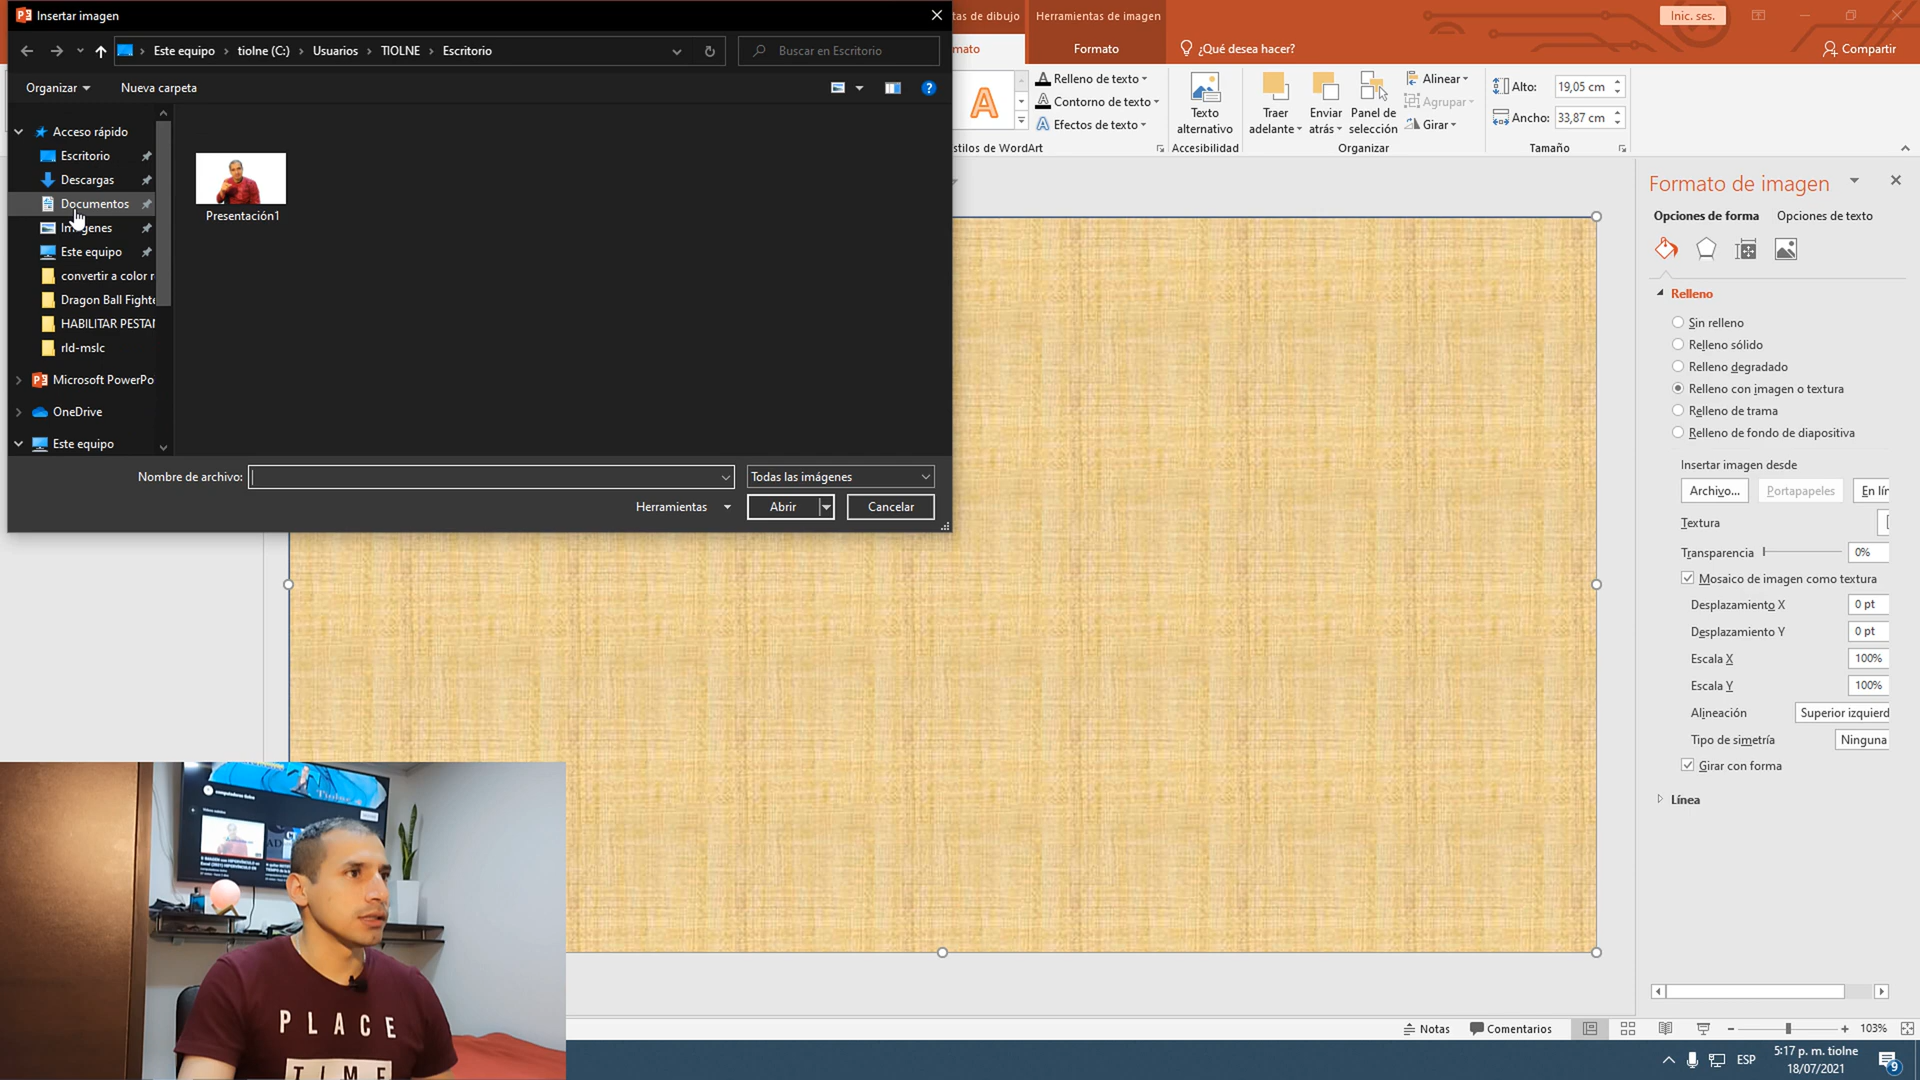 Insertar imagen
tas de dibujo
Herramientas de imagen
Inic. ses.
Este equipo
tiolne (C:)
Usuarios
TIOLNE
Escritorio
Buscar en Escritorio
mato
Formato
¿Qué desea hacer?
Compartir
Organizar
Nueva carpeta
Relleno de texto
Contorno de texto
Efectos de texto
stilos de WordArt
Texto
alternativo
Accesibilidad
Traer
adelante
Enviar
atrás
Panel de
selección
Alinear
Agrupar
Girar
Organizar
Alto:
19,05 cm
Ancho:
33,87 cm
Tamaño
Acceso rápido
Escritorio
Descargas
Documentos
Imágenes
Este equipo
convertir a color r
Dragon Ball Fighte
HABILITAR PESTAÑ
rld-mslc
Microsoft PowerPo
OneDrive
Este equipo
Presentación1
Nombre de archivo:
Todas las imágenes
Herramientas
Abrir
Cancelar
Formato de imagen
Opciones de forma
Opciones de texto
Relleno
Sin relleno
Relleno sólido
Relleno degradado
Relleno con imagen o textura
Relleno de trama
Relleno de fondo de diapositiva
Insertar imagen desde
Archivo...
Portapapeles
En lín
Textura
Transparencia
0%
Mosaico de imagen como textura
Desplazamiento X
0 pt
Desplazamiento Y
0 pt
Escala X
100%
Escala Y
100%
Alineación
Superior izquierd
Tipo de simetría
Ninguna
Girar con forma
Línea
Tiolne
PLACE
TIME
Notas
Comentarios
103%
ESP
5:17 p. m. tiolne
18/07/2021
9